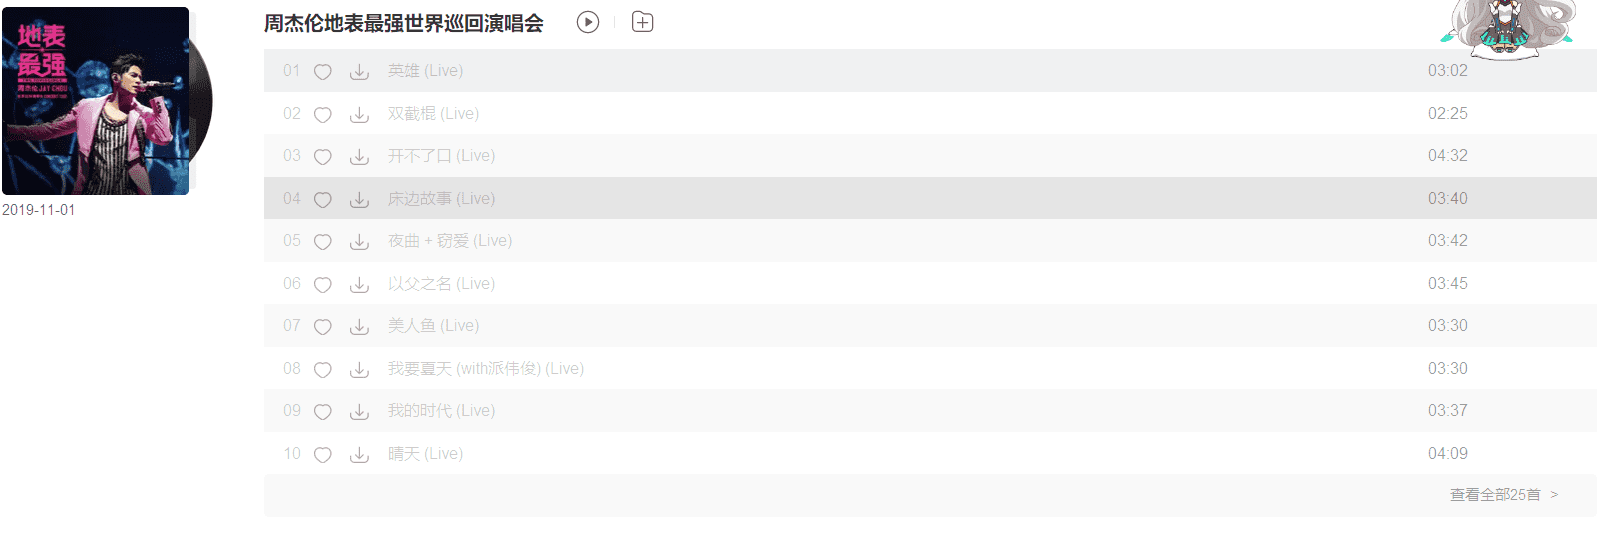 地表
最强
周杰伦 JAY CHOU
2019-11-01
周杰伦地表最强世界巡回演唱会
01 英雄 (Live) 03:02
02 双截棍 (Live) 02:25
03 开不了口 (Live) 04:32
04 床边故事 (Live) 03:40
05 夜曲 + 窃爱 (Live) 03:42
06 以父之名 (Live) 03:45
07 美人鱼 (Live) 03:30
08 我要夏天 (with派伟俊) (Live) 03:30
09 我的时代 (Live) 03:37
10 晴天 (Live) 04:09
查看全部25首 >